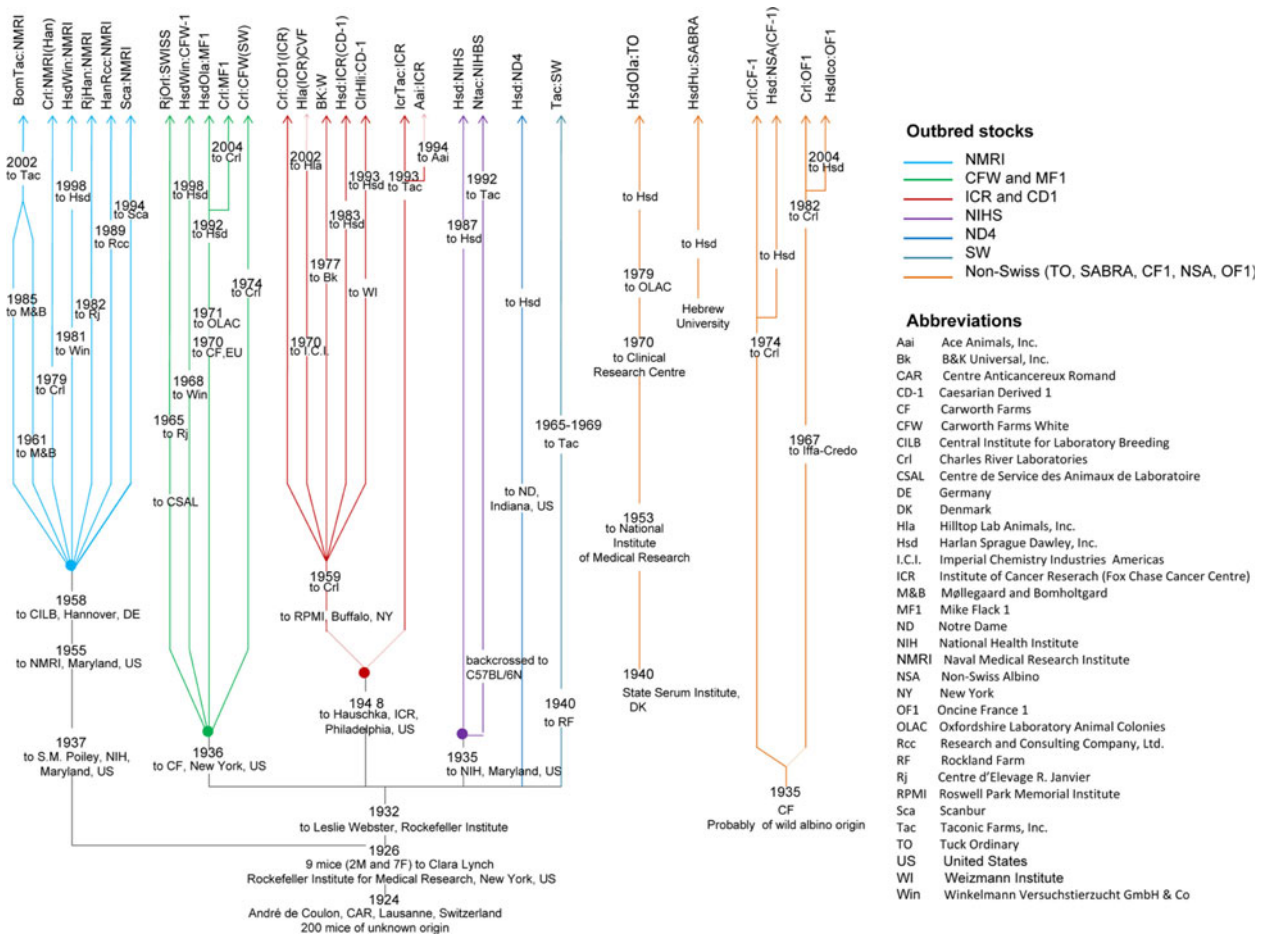 BomTac:NMRI
Crl:NMRI(Han)
HsdWin:NMRI
RjHan:NMRI
HanRcc:NMRI
Sca:NMRI
RjOrl:SWISS
HsdWin:CFW-1
HsdOla:MF1
Crl:MF1
Crl:CFW(SW)
Crl:CD1(ICR)
Hla(ICR)CVF
BK:W
Hsd:ICR(CD-1)
ClrHli:CD-1
IcrTac:ICR
Aai:ICR
Hsd:NIHS
Ntac:NIHBS
Hsd:ND4
Tac:SW
HsdOla:TO
HsdHu:SABRA
Crl:CF-1
Hsd:NSA(CF-1)
Crl:OF1
HsdIco:OF1
2002
to Tac
1985
to M&B
1961
to M&B
1979
to Crl
1998
to Hsd
1981
to Win
1982
to Rj
1989
to Rcc
1994
to Sca
1958
to CILB, Hannover, DE
1955
to NMRI, Maryland, US
1937
to S.M. Poiley, NIH,
Maryland, US
1965
to Rj
to CSAL
1998
to Hsd
1968
to Win
2004
to Crl
1992
to Hsd
1971
to OLAC
1970
to CF,EU
1974
to Crl
1936
to CF, New York, US
2002
to Hla
1970
to I.C.I.
1977
to Bk
1983
to Hsd
1993
to Hsd
to WI
1959
to Crl
to RPMI, Buffalo, NY
1993
to Tac
1994
to Aai
194 8
to Hauschka, ICR,
Philadelphia, US
1987
to Hsd
1992
to Tac
backcrossed to
C57BL/6N
1935
to NIH, Maryland, US
to Hsd
to ND,
Indiana, US
1965-1969
to Tac
1940
to RF
1932
to Leslie Webster, Rockefeller Institute
1926
9 mice (2M and 7F) to Clara Lynch
Rockefeller Institute for Medical Research, New York, US
1924
André de Coulon, CAR, Lausanne, Switzerland
200 mice of unknown origin
to Hsd
1979
to OLAC
1970
to Clinical
Research Centre
1953
to National
Institute
of Medical Research
1940
State Serum Institute,
DK
to Hsd
Hebrew
University
to Hsd
1974
to Crl
2004
to Hsd
1982
to Crl
1967
to Iffa-Credo
1935
CF
Probably of wild albino origin
Outbred stocks
NMRI
CFW and MF1
ICR and CD1
NIHS
ND4
SW
Non-Swiss (TO, SABRA, CF1, NSA, OF1)
Abbreviations
Aai Ace Animals, Inc.
Bk B&K Universal, Inc.
CAR Centre Anticancereux Romand
CD-1 Caesarian Derived 1
CF Carworth Farms
CFW Carworth Farms White
CILB Central Institute for Laboratory Breeding
Crl Charles River Laboratories
CSAL Centre de Service des Animaux de Laboratoire
DE Germany
DK Denmark
Hla Hilltop Lab Animals, Inc.
Hsd Harlan Sprague Dawley, Inc.
I.C.I. Imperial Chemistry Industries Americas
ICR Institute of Cancer Reserach (Fox Chase Cancer Centre)
M&B Møllegaard and Bomholtgard
MF1 Mike Flack 1
ND Notre Dame
NIH National Health Institute
NMRI Naval Medical Research Institute
NSA Non-Swiss Albino
NY New York
OF1 Oncine France 1
OLAC Oxfordshire Laboratory Animal Colonies
Rcc Research and Consulting Company, Ltd.
RF Rockland Farm
Rj Centre d'Elevage R. Janvier
RPMI Roswell Park Memorial Institute
Sca Scanbur
Tac Taconic Farms, Inc.
TO Tuck Ordinary
US United States
WI Weizmann Institute
Win Winkelmann Versuchstierzucht GmbH & Co